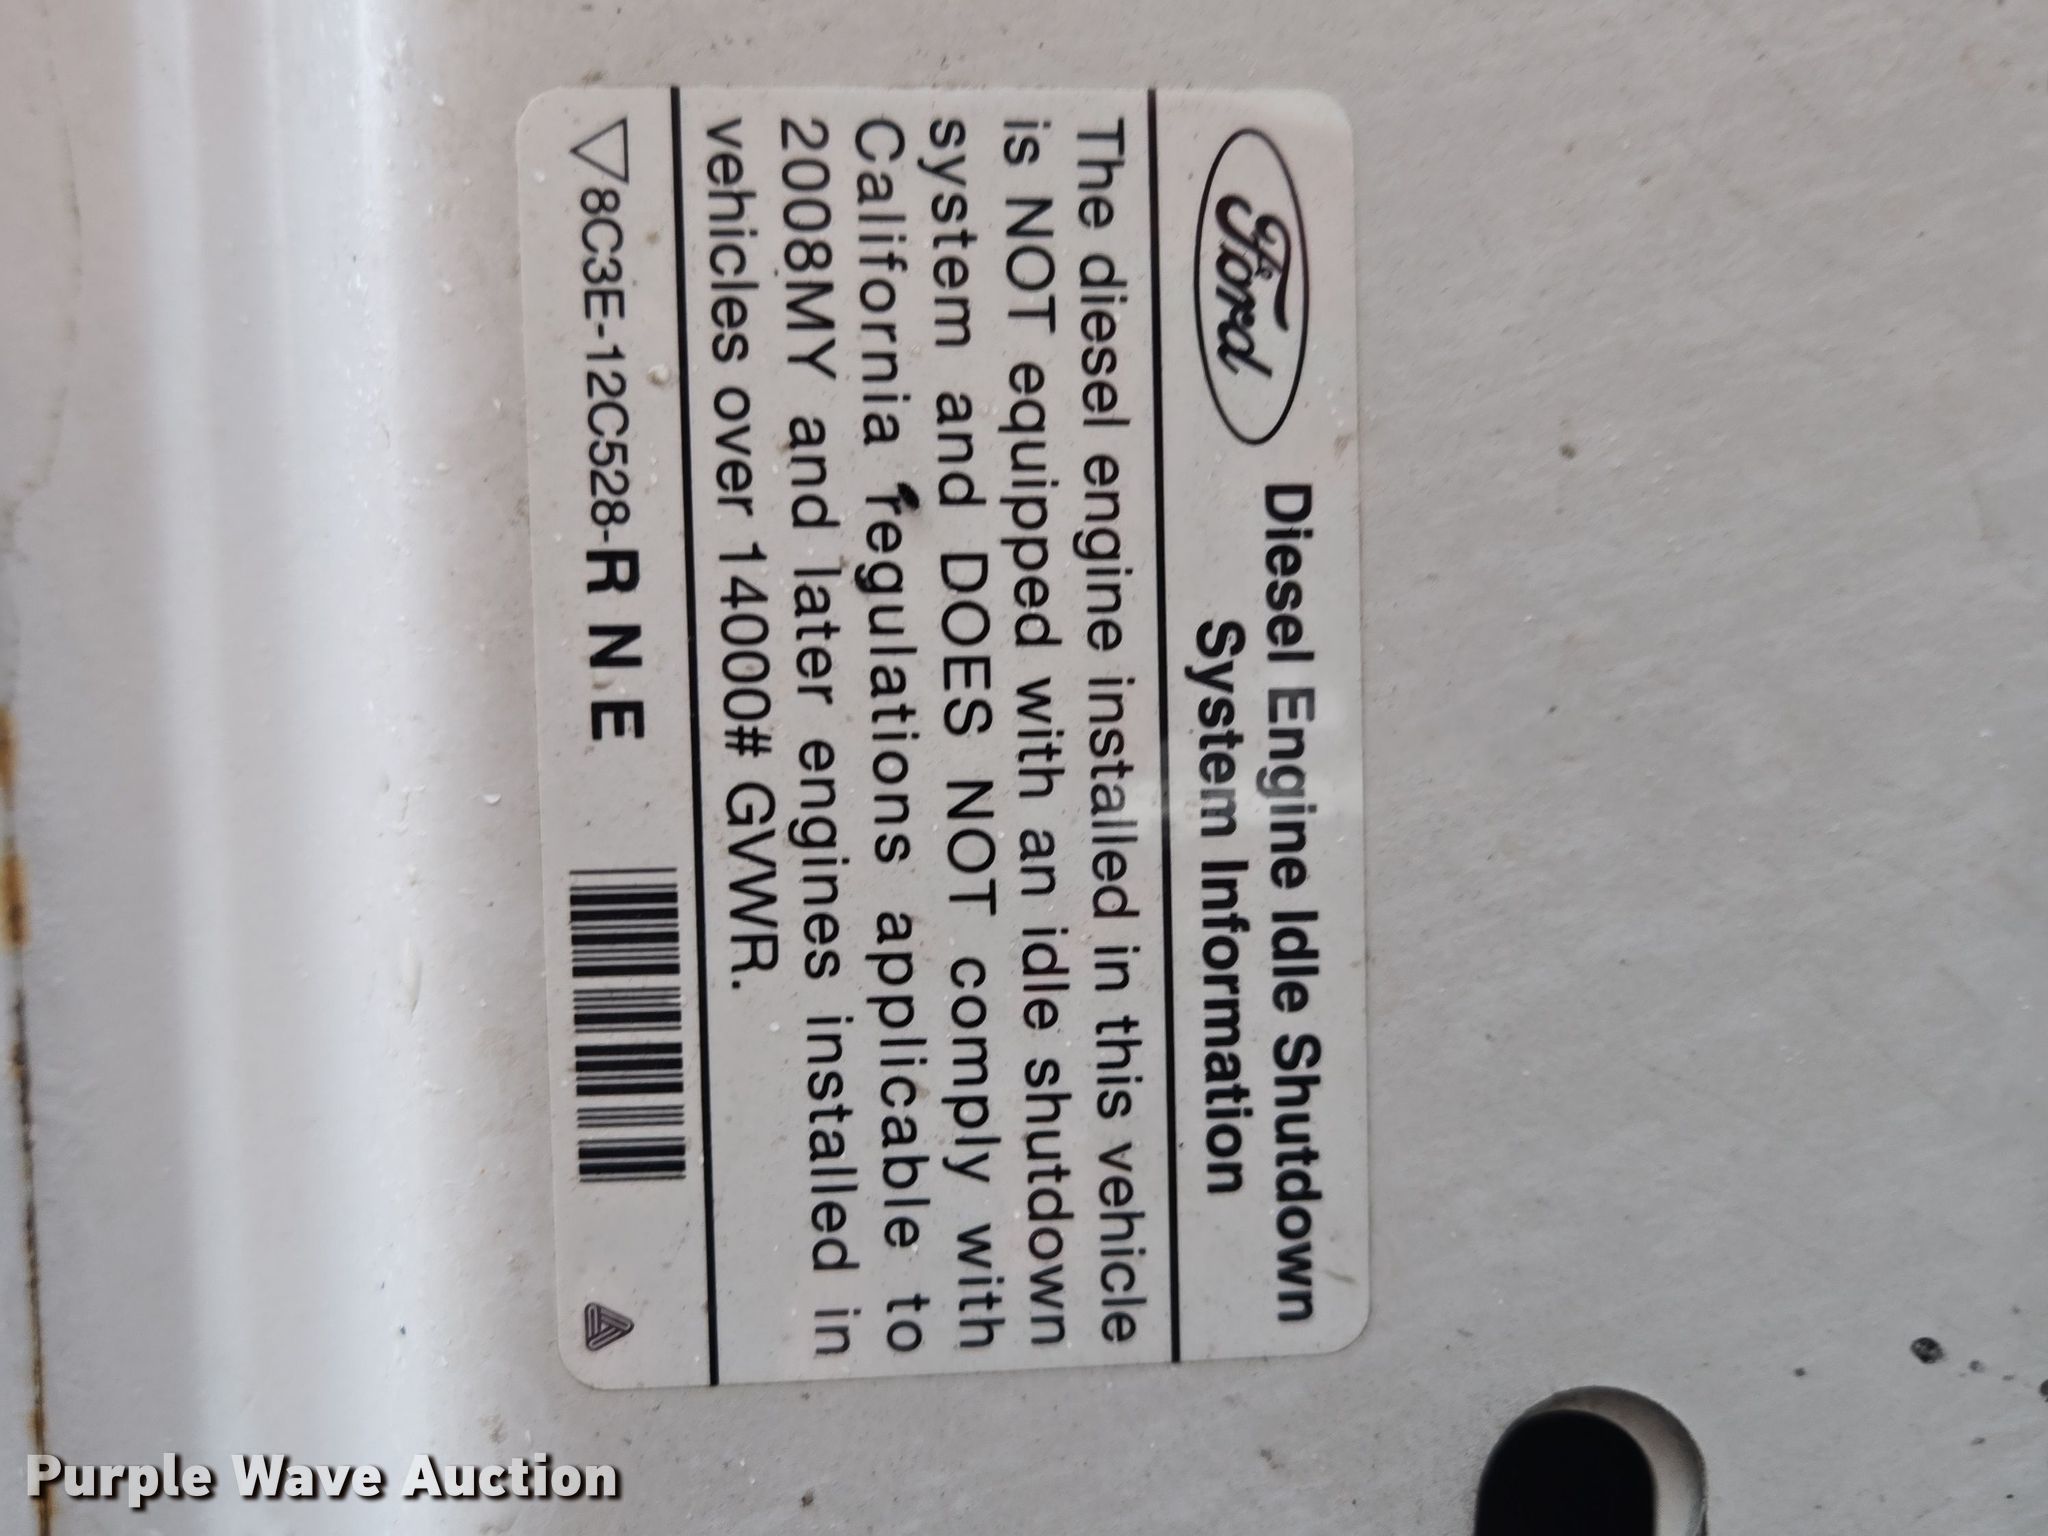 Ford
Diesel Engine Idle Shutdown
System Information
The diesel engine installed in this vehicle
is NOT equipped with an idle shutdown
system and DOES NOT comply with
California regulations applicable to
2008MY and later engines installed in
vehicles over 14000# GVWR.
8C3E-12C528-R N E
Purple Wave Auction